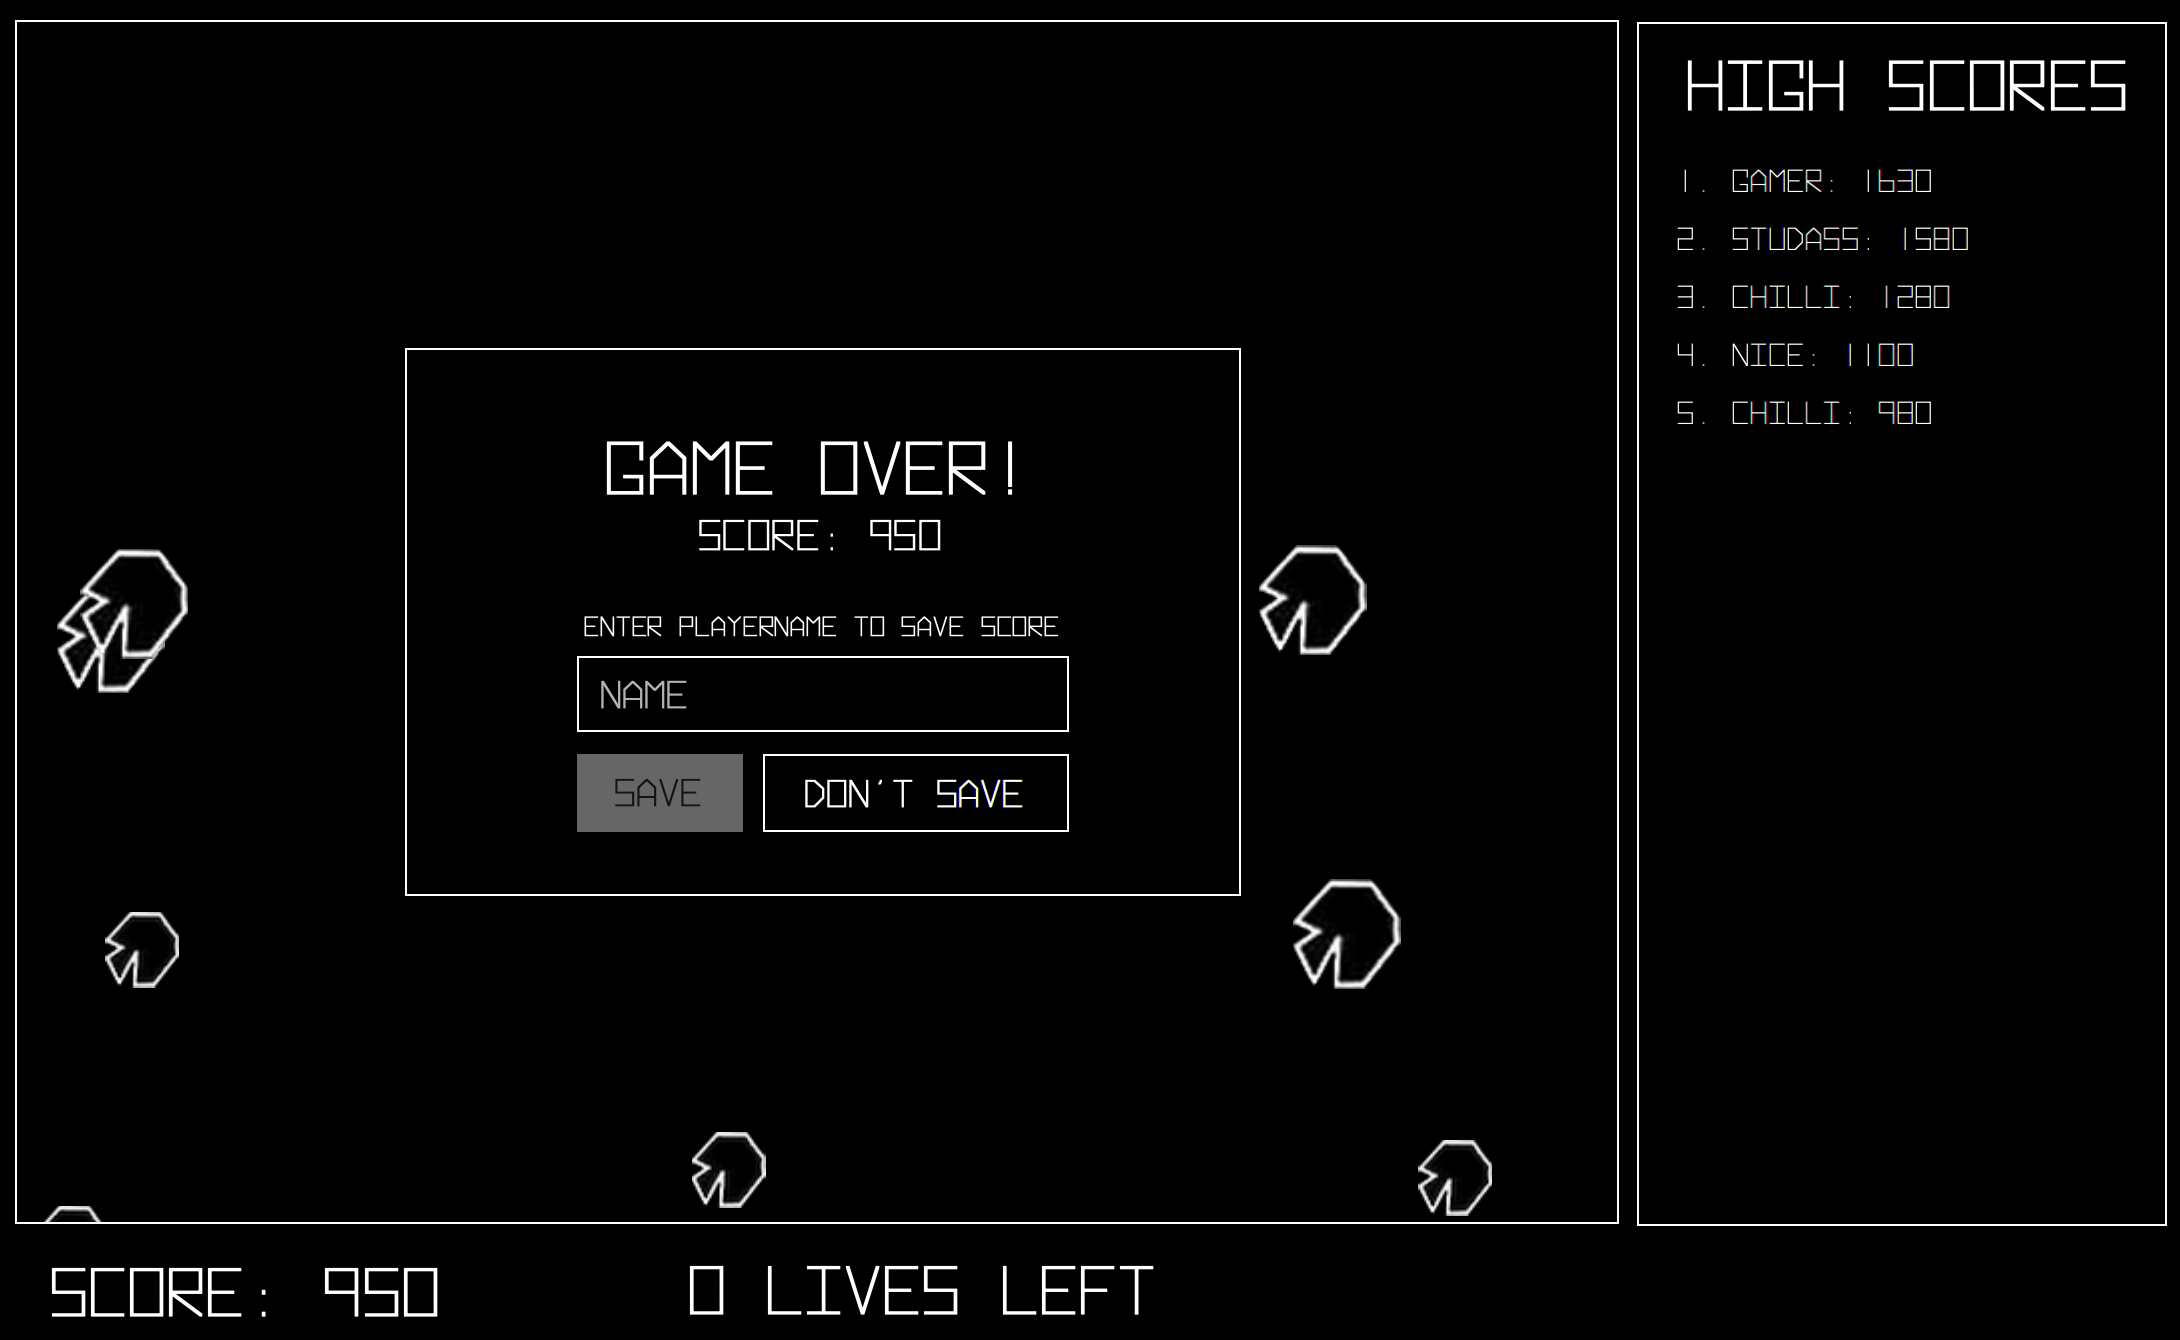 HIGH SCORES
1. GAMER: 1630
2. STUDASS: 1580
3. CHILLI: 1280
4. NICE: 1100
5. CHILLI: 980
GAME OVER!
SCORE: 950
ENTER PLAYERNAME TO SAVE SCORE
NAME
SAVE
DON'T SAVE
SCORE: 950
0 LIVES LEFT